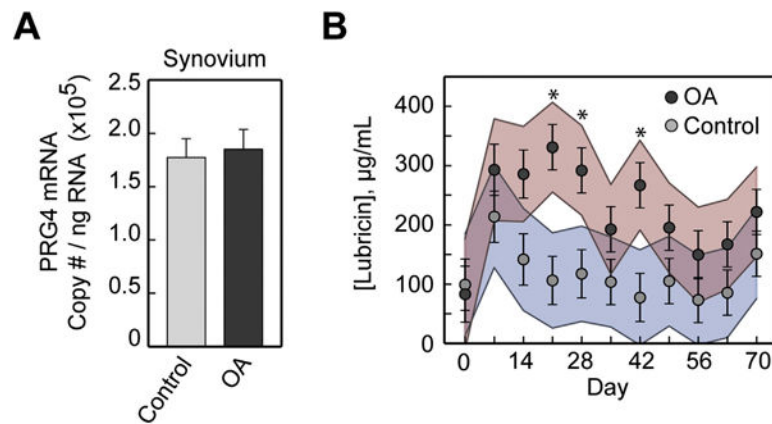 A
Synovium
PRG4 mRNA
Copy # / ng RNA (x10⁵)
2.5
2.0
1.5
1.0
0.5
0
Control
OA
B
[Lubricin], µg/mL
400
300
200
100
0
* * *
OA
Control
0 14 28 42 56 70
Day